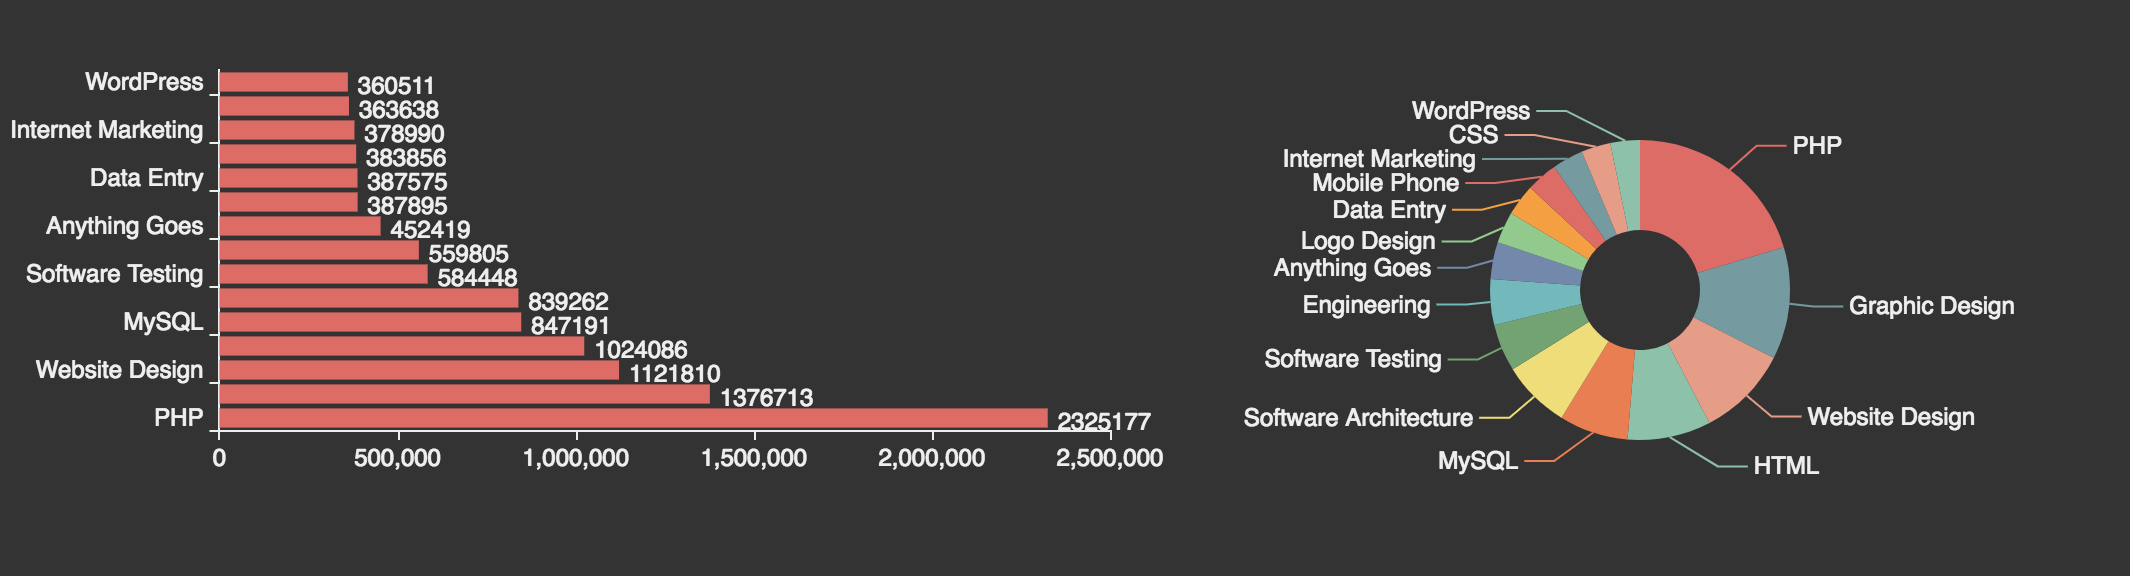 WordPress
360511
363638
Internet Marketing
378990
383856
Data Entry
387575
387895
Anything Goes
452419
559805
Software Testing
584448
839262
MySQL
847191
1024086
Website Design
1121810
1376713
PHP
2325177
0
500,000
1,000,000
1,500,000
2,000,000
2,500,000
WordPress
CSS
Internet Marketing
Mobile Phone
Data Entry
Logo Design
Anything Goes
Engineering
Software Testing
Software Architecture
MySQL
PHP
Graphic Design
Website Design
HTML